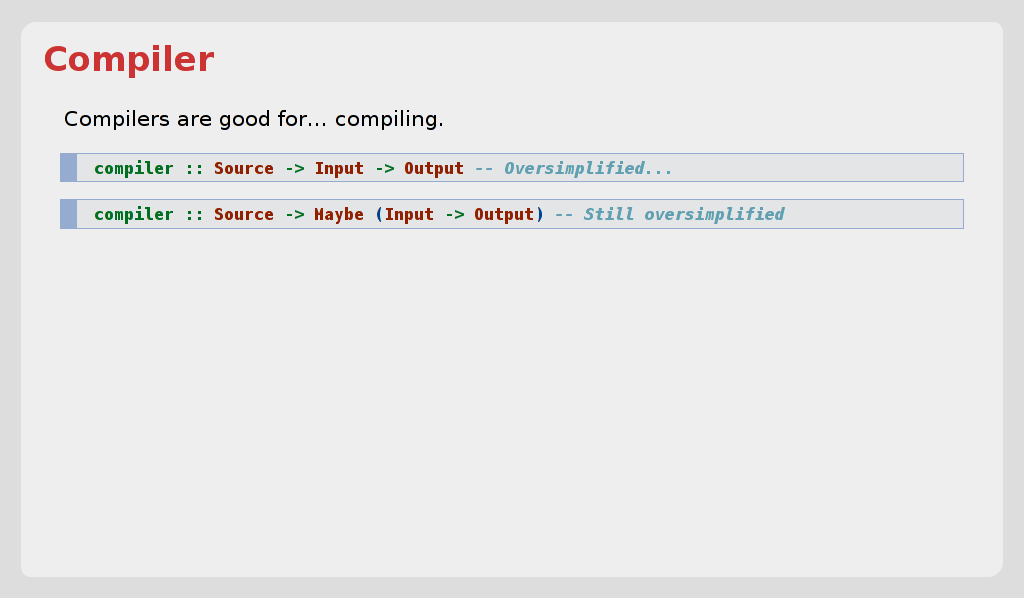 Compiler
Compilers are good for… compiling.
compiler :: Source -> Input -> Output -- Oversimplified...
compiler :: Source -> Maybe (Input -> Output) -- Still oversimplified